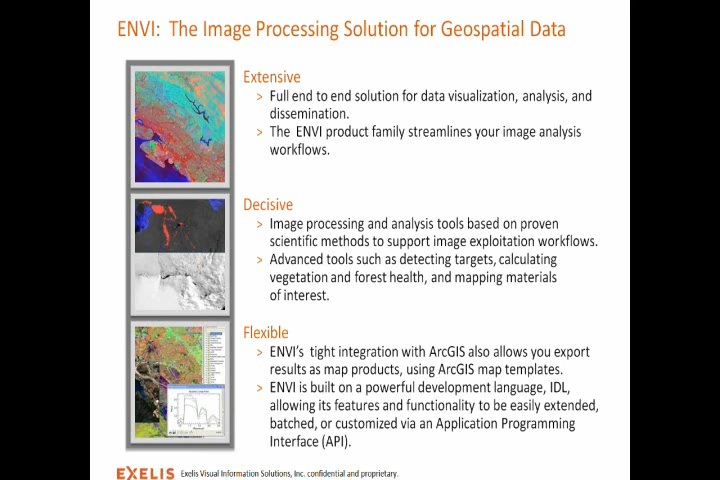 ENVI: The Image Processing Solution for Geospatial Data
Extensive
> Full end to end solution for data visualization, analysis, and
dissemination.
> The ENVI product family streamlines your image analysis
workflows.
Decisive
> Image processing and analysis tools based on proven
scientific methods to support image exploitation workflows.
> Advanced tools such as detecting targets, calculating
vegetation and forest health, and mapping materials
of interest.
Flexible
> ENVI's tight integration with ArcGIS also allows you export
results as map products, using ArcGIS map templates.
> ENVI is built on a powerful development language, IDL,
allowing its features and functionality to be easily extended,
batched, or customized via an Application Programming
Interface (API).
EXELIS Exelis Visual Information Solutions, Inc. confidential and proprietary.